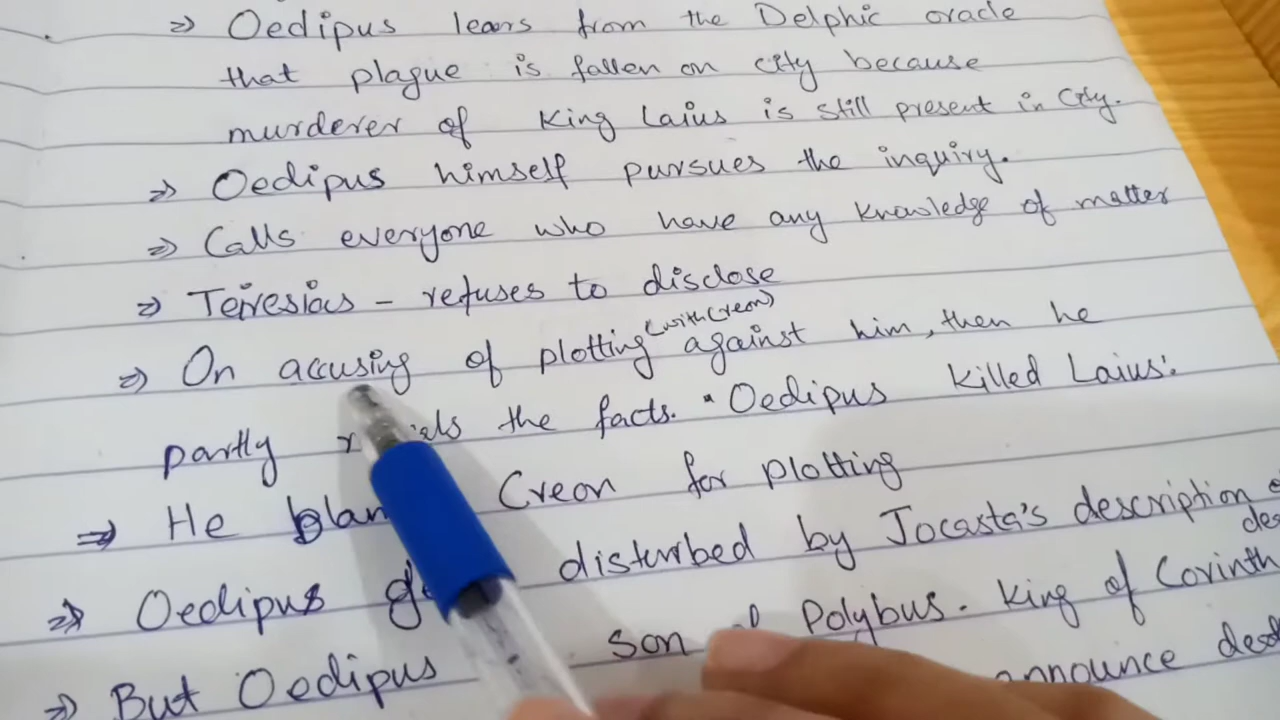 => Oedipus lears from the Delphic oracle
that plague is fallen on city because
murderer of King Laius is still present in City.
=> Oedipus himself pursues the inquiry.
=> Calls everyone who have any knowledge of matter
=> Teiresias - refuses to disclose
=> On accusing of plotting (with Creon) against him, then he
partly the facts. "Oedipus killed Laius".
=> He Creon for plotting
=> Oedipus disturbed by Jocasta's description
=> But Oedipus son Polybus. King of Corinth
announce